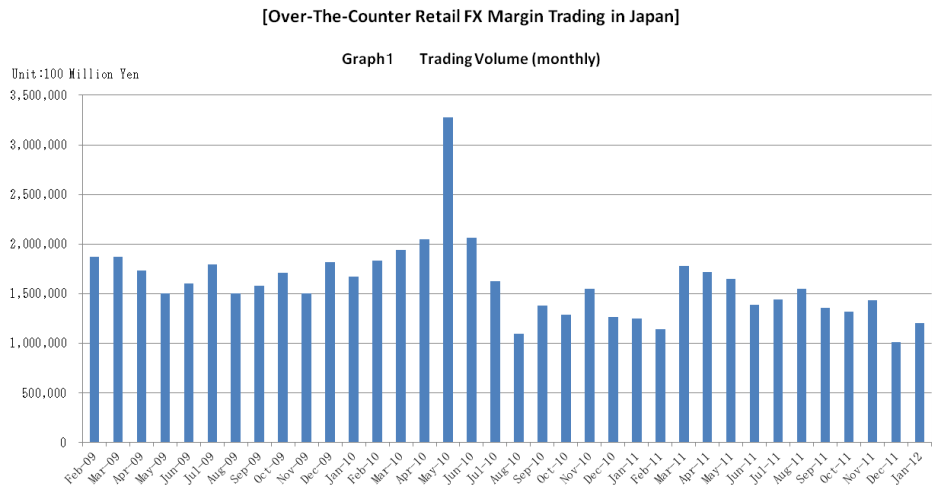 [Over-The-Counter Retail FX Margin Trading in Japan]
Graph1 Trading Volume (monthly)
Unit:100 Million Yen
3,500,000
3,000,000
2,500,000
2,000,000
1,500,000
1,000,000
500,000
0
Feb-09
Mar-09
Apr-09
May-09
Jun-09
Jul-09
Aug-09
Sep-09
Oct-09
Nov-09
Dec-09
Jan-10
Feb-10
Mar-10
Apr-10
May-10
Jun-10
Jul-10
Aug-10
Sep-10
Oct-10
Nov-10
Dec-10
Jan-11
Feb-11
Mar-11
Apr-11
May-11
Jun-11
Jul-11
Aug-11
Sep-11
Oct-11
Nov-11
Dec-11
Jan-12